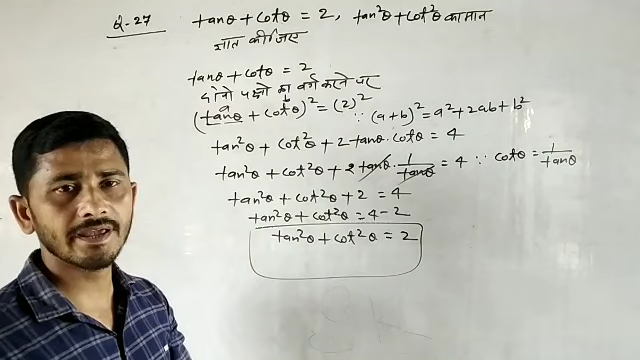 Q-27 tanθ + cotθ = 2, tan²θ + cot²θ का मान
ज्ञात कीजिए
tanθ + cotθ = 2
दोनो पक्षो का वर्ग करने पर
a b
(tanθ + cotθ)² = (2)² ∵ (a+b)² = a² + 2ab + b²
tan²θ + cot²θ + 2 tanθ · cotθ = 4
tan²θ + cot²θ + 2 tanθ · 1/tanθ = 4 ∵ cotθ = 1/tanθ
tan²θ + cot²θ + 2 = 4
tan²θ + cot²θ = 4 - 2
tan²θ + cot²θ = 2